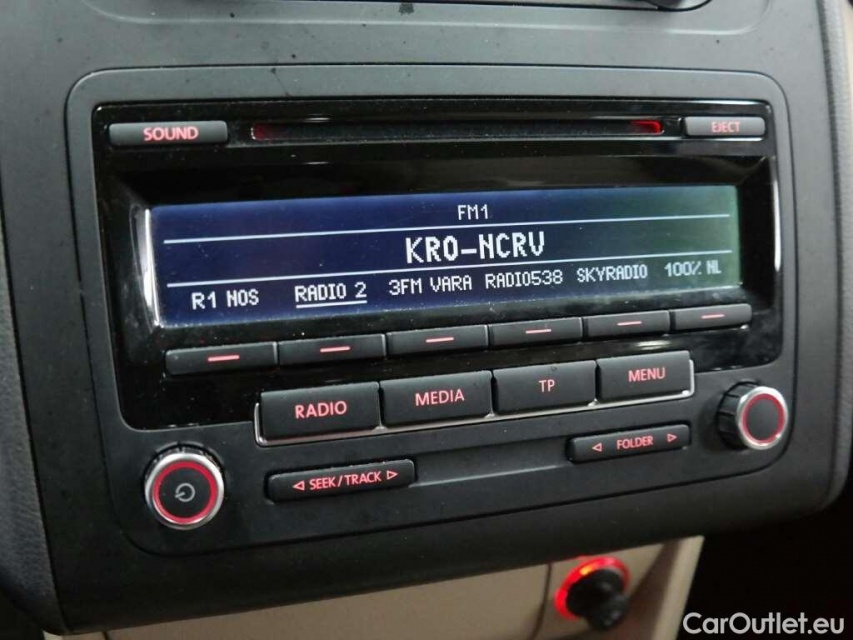 SOUND
EJECT
FM1
KRO-NCRV
R1 NOS RADIO 2 3FM VARA RADIO538 SKYRADIO 100% NL
RADIO MEDIA TP MENU
SEEK/TRACK
FOLDER
CarOutlet.eu